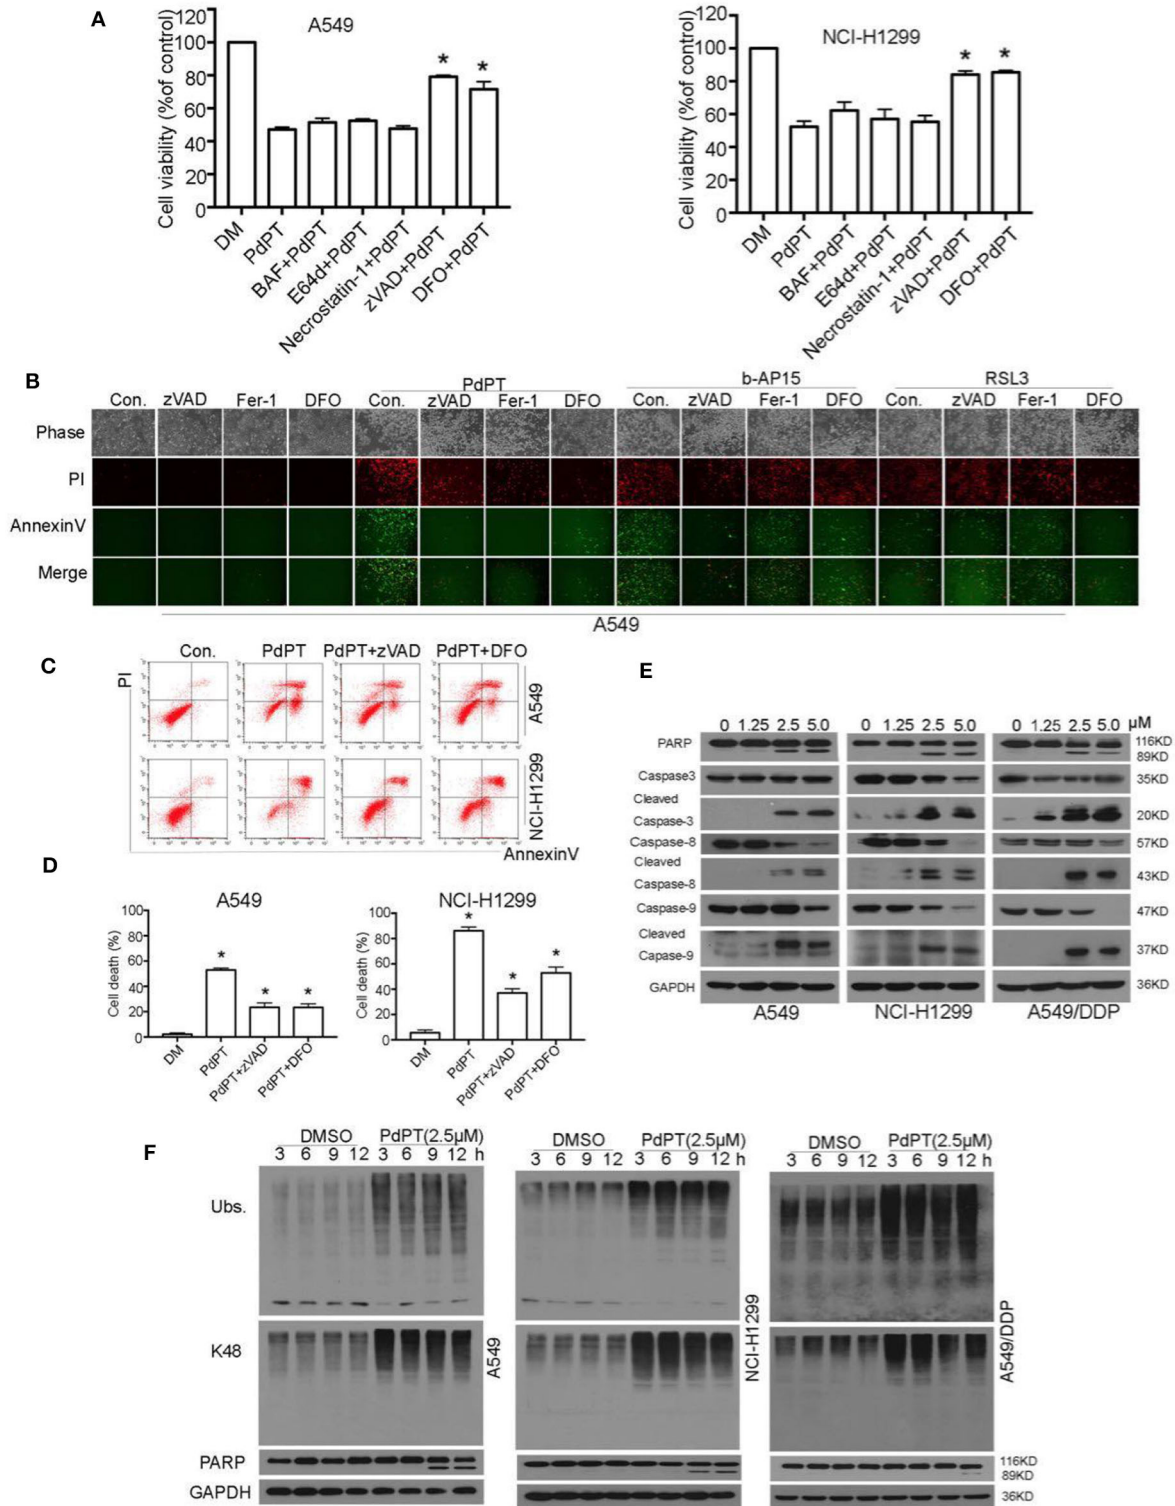 A
A549
Cell viability (%of control)
120
100
80
60
40
20
0
DM
PdPT
BAF+PdPT
E64d+PdPT
Necrostatin-1+PdPT
zVAD+PdPT
DFO+PdPT
* *
NCI-H1299
Cell viability (%of control)
120
100
80
60
40
20
0
DM
PdPT
BAF+PdPT
E64d+PdPT
Necrostatin-1+PdPT
zVAD+PdPT
DFO+PdPT
* *
B
PdPT b-AP15 RSL3
Con. zVAD Fer-1 DFO Con. zVAD Fer-1 DFO Con. zVAD Fer-1 DFO Con. zVAD Fer-1 DFO
Phase
PI
AnnexinV
Merge
A549
C
Con. PdPT PdPT+zVAD PdPT+DFO
PI
A549
NCI-H1299
AnnexinV
D
A549
Cell death (%)
100
80
60
40
20
0
* * *
DM
PdPT
PdPT+zVAD
PdPT+DFO
NCI-H1299
Cell death (%)
100
80
60
40
20
0
* * *
DM
PdPT
PdPT+zVAD
PdPT+DFO
E
0 1.25 2.5 5.0 0 1.25 2.5 5.0 0 1.25 2.5 5.0 μM
PARP 116KD
89KD
Caspase3 35KD
Cleaved
Caspase-3 20KD
Caspase-8 57KD
Cleaved
Caspase-8 43KD
Caspase-9 47KD
Cleaved
Capase-9 37KD
GAPDH 36KD
A549 NCI-H1299 A549/DDP
F
DMSO PdPT(2.5μM) DMSO PdPT(2.5μM) DMSO PdPT(2.5μM)
3 6 9 12 3 6 9 12 h 3 6 9 12 3 6 9 12 h 3 6 9 12 3 6 9 12 h
Ubs.
K48
A549
NCI-H1299
A549/DDP
PARP 116KD
89KD
GAPDH 36KD